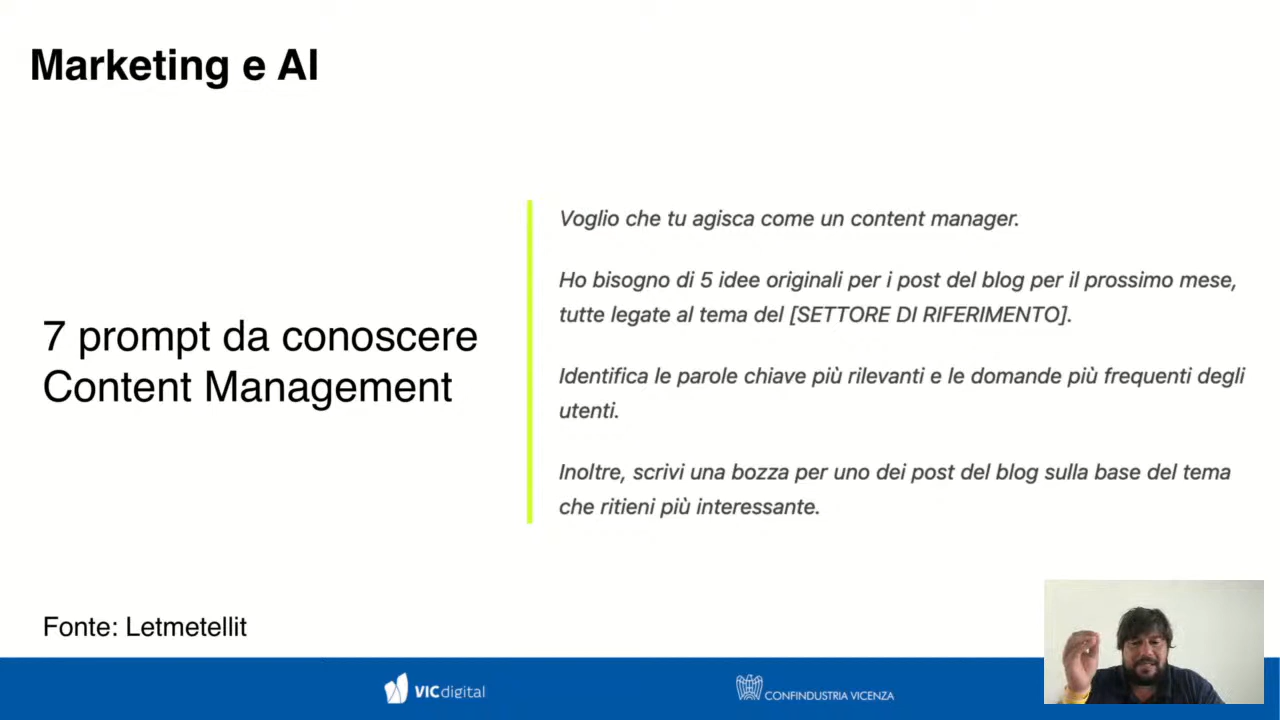 Marketing e AI
7 prompt da conoscere
Content Management
Voglio che tu agisca come un content manager.
Ho bisogno di 5 idee originali per i post del blog per il prossimo mese,
tutte legate al tema del [SETTORE DI RIFERIMENTO].
Identifica le parole chiave più rilevanti e le domande più frequenti degli
utenti.
Inoltre, scrivi una bozza per uno dei post del blog sulla base del tema
che ritieni più interessante.
Fonte: Letmetellit
VICdigital
CONFINDUSTRIA VICENZA